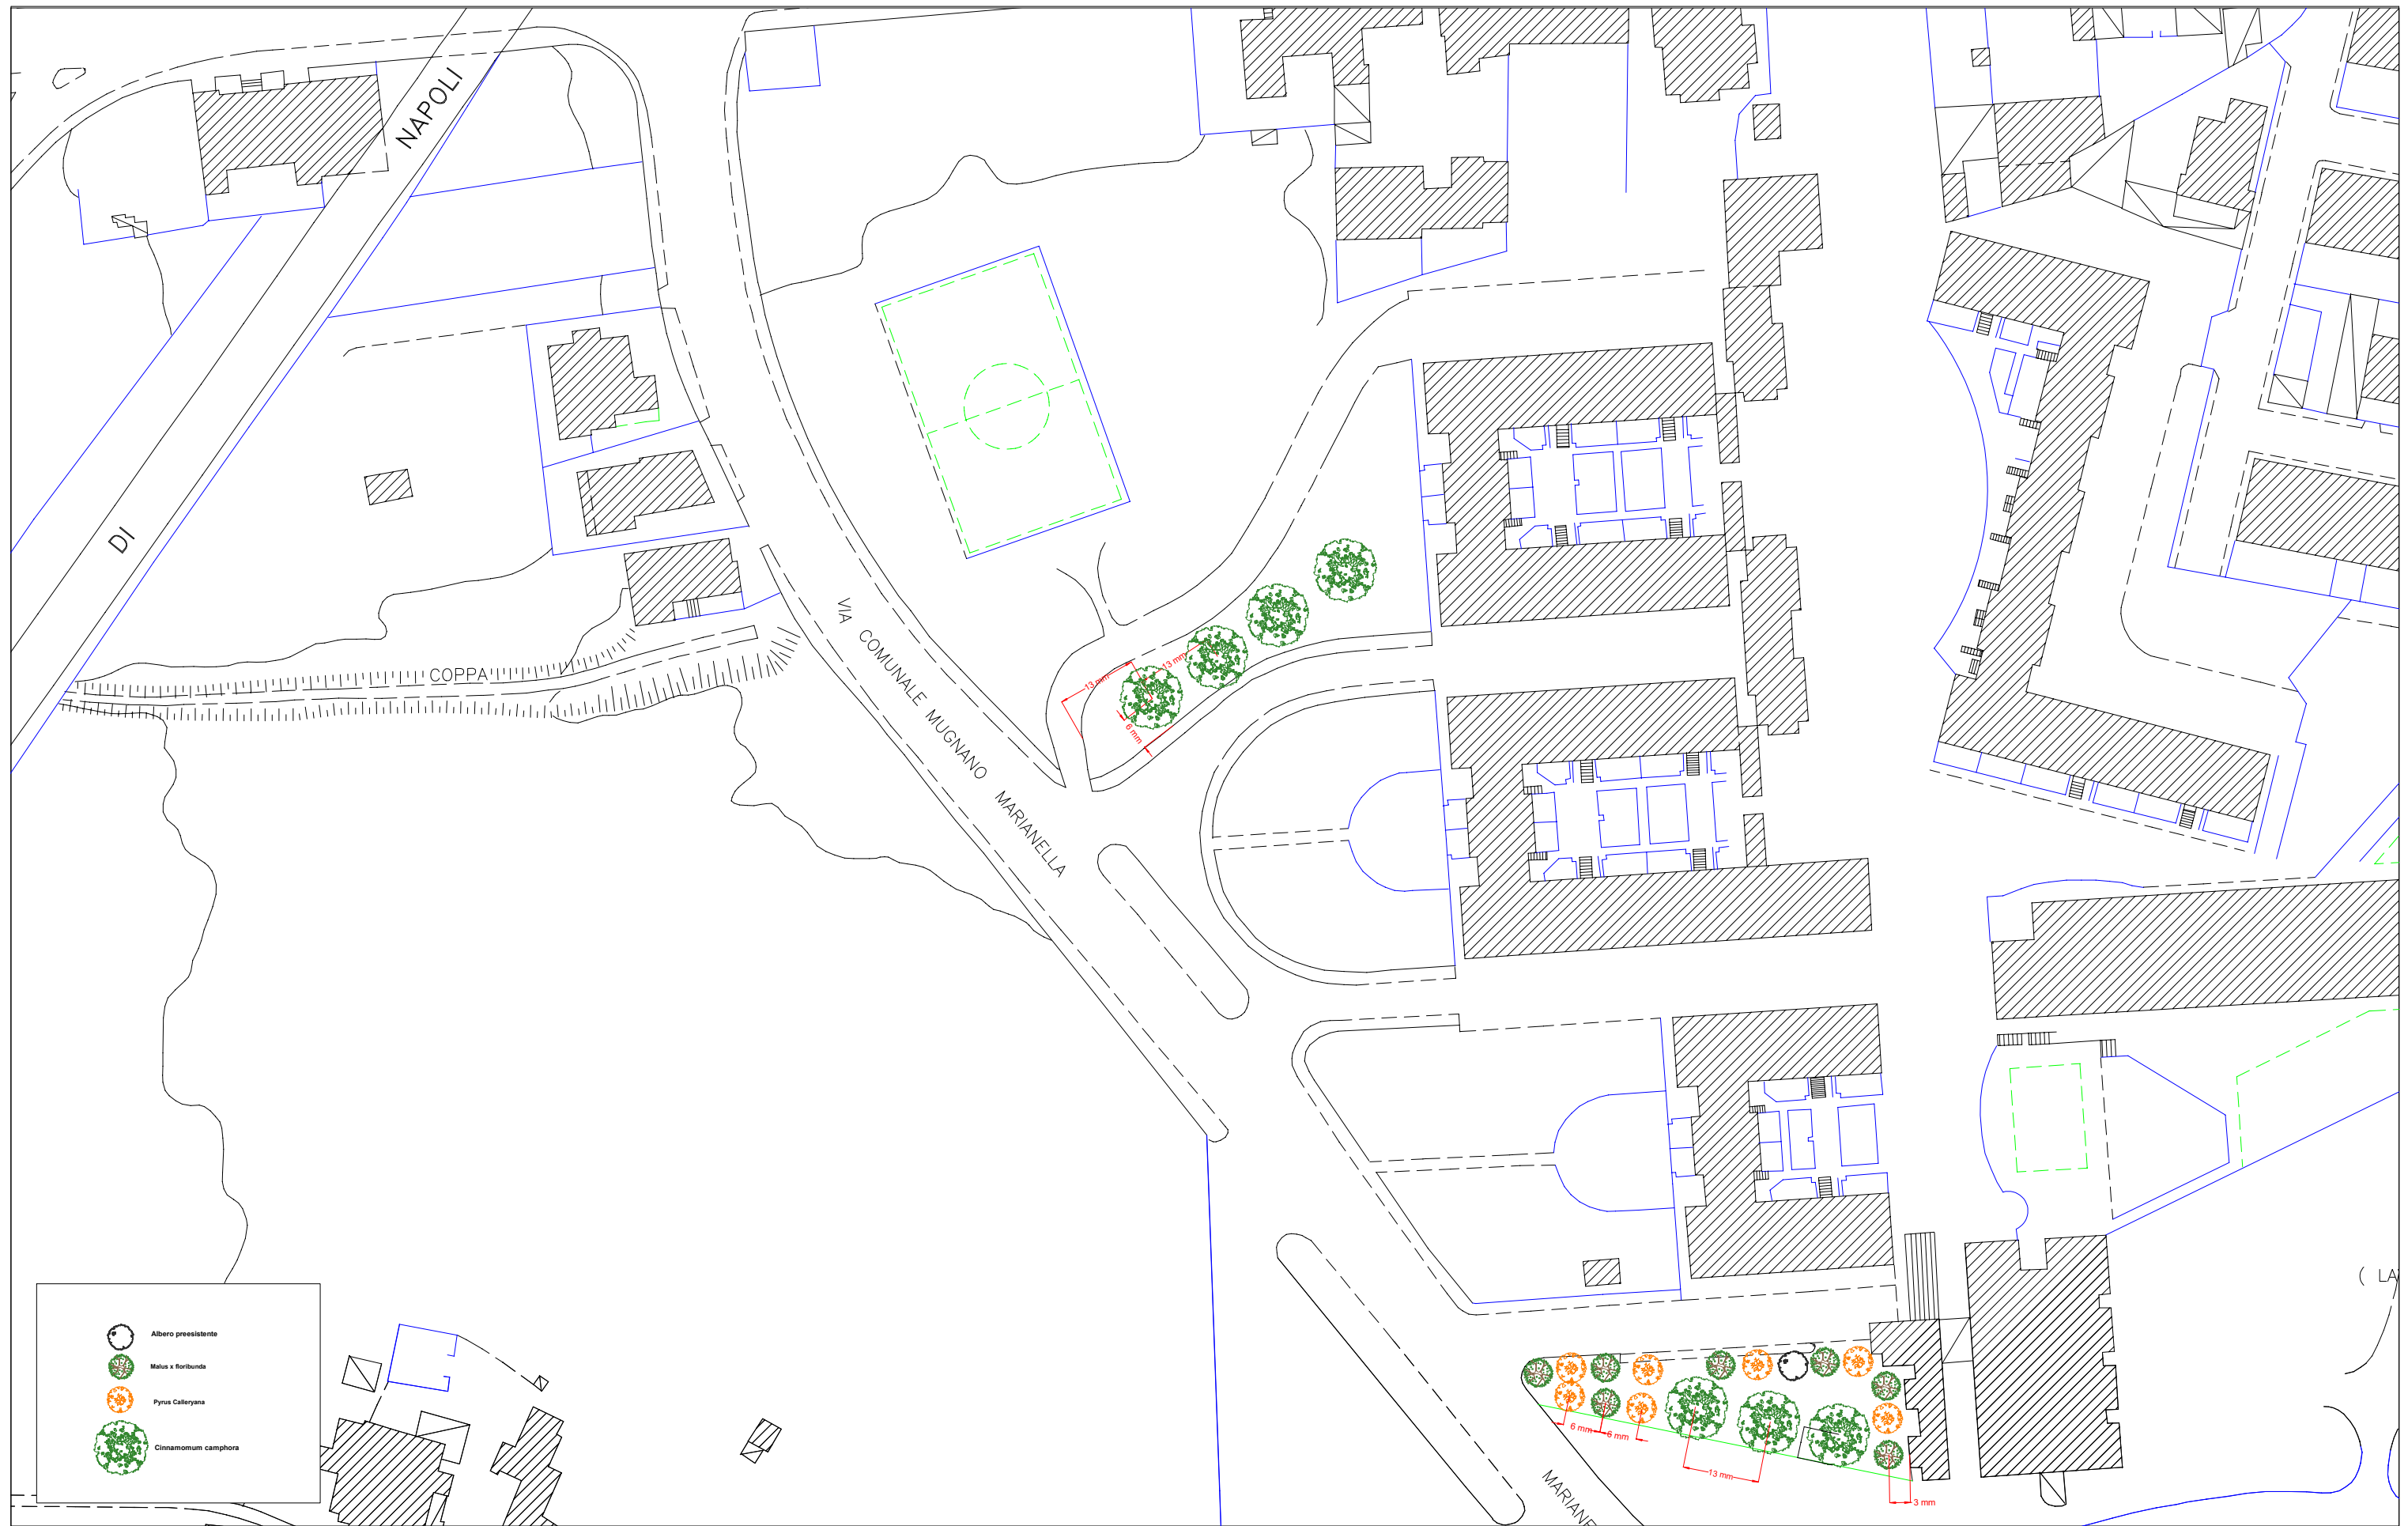 NAPOLI
DI
COPPA
VIA COMUNALE MUGNANO MARIANELLA
13 mm
13 mm
6 mm
( LA
Albero preesistente
Malus x floribunda
Pyrus Calleryana
Cinnamomum camphora
6 mm
6 mm
13 mm
3 mm
MARIANE